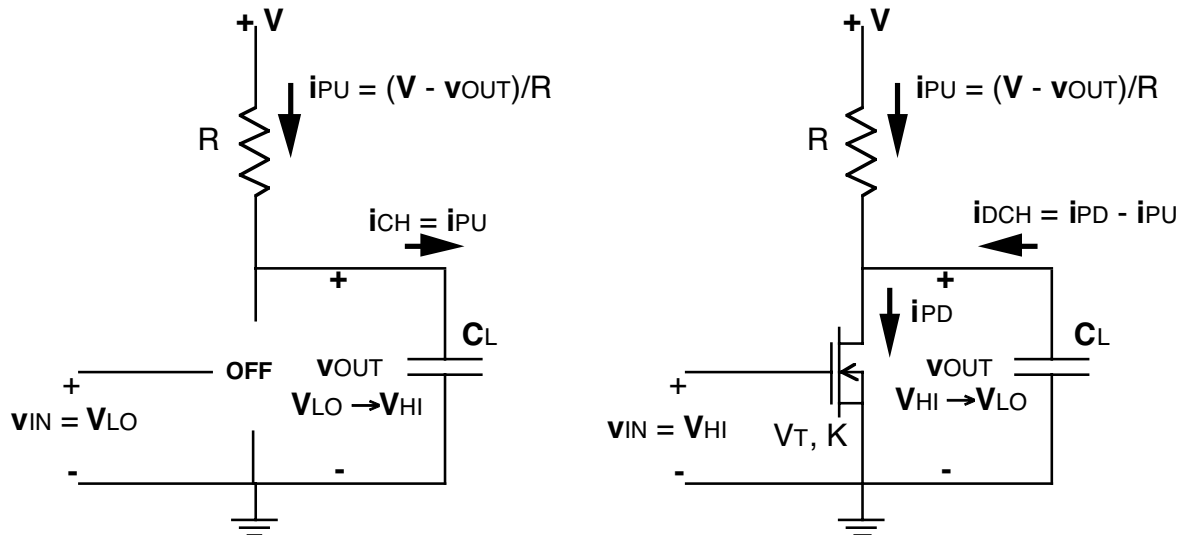 + V
iPU = (V - vOUT)/R
R
iCH = iPU
+
CL
OFF
vOUT
VLO → VHI
+
vIN = VLO
-
-
+ V
iPU = (V - vOUT)/R
R
iDCH = iPD - iPU
+
iPD
CL
vOUT
VHI → VLO
+
vIN = VHI
VT, K
-
-